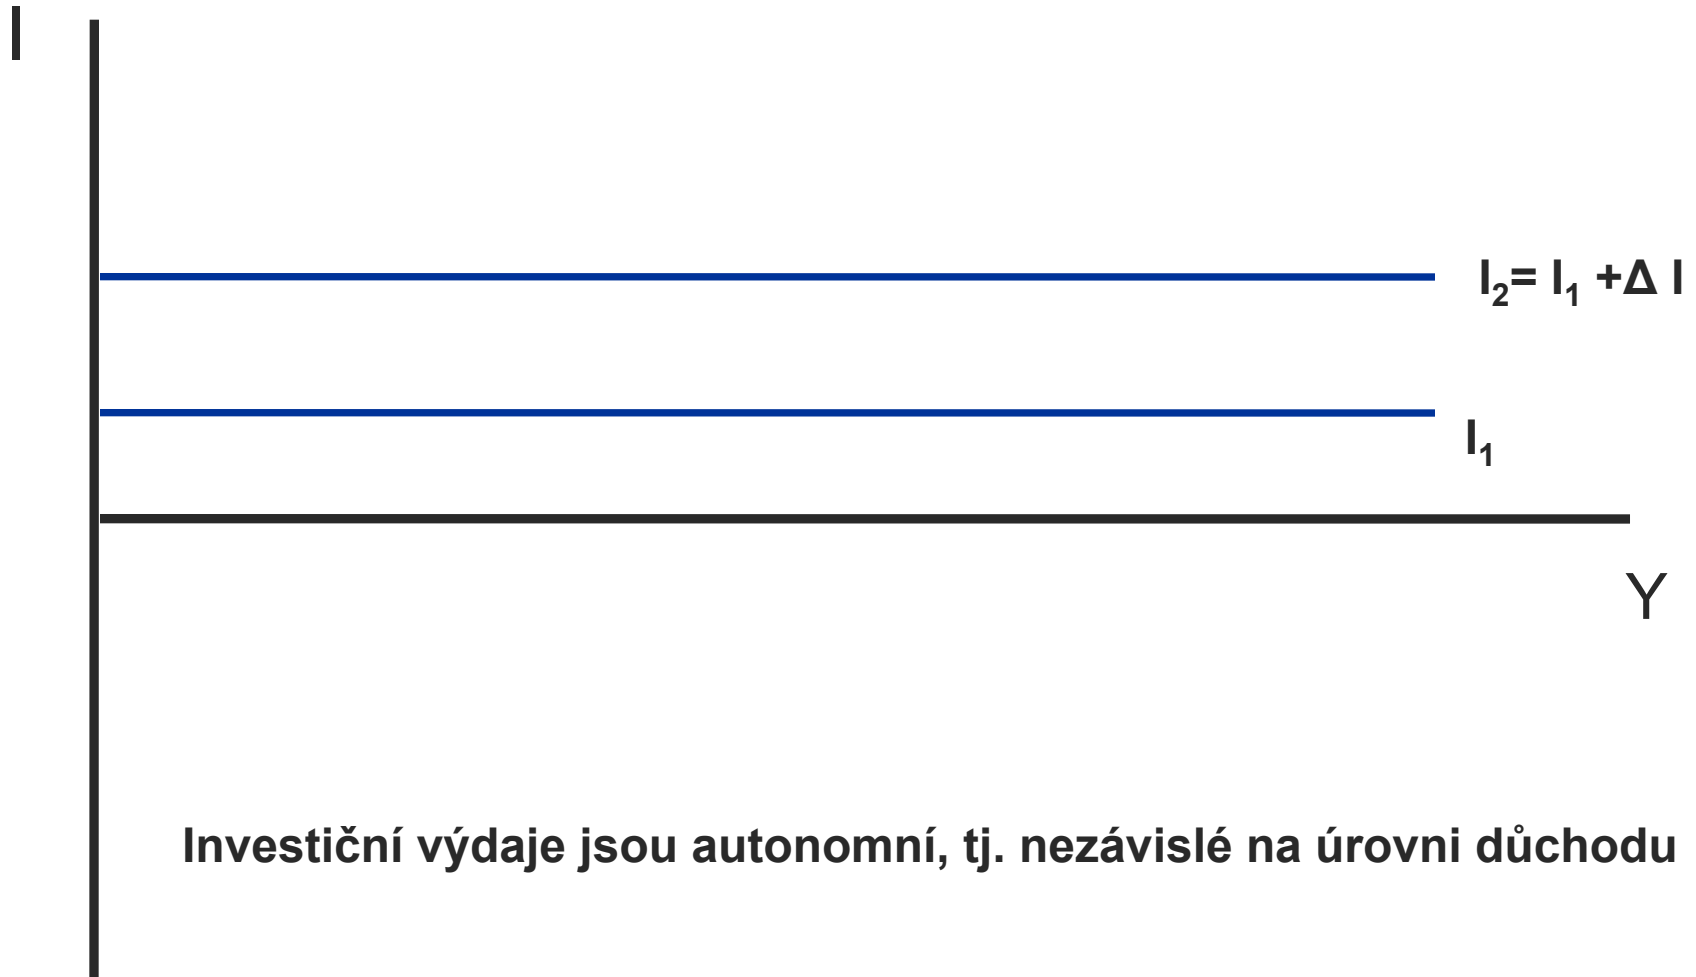 I
I₂= I₁ +Δ I
I₁
Y
Investiční výdaje jsou autonomní, tj. nezávislé na úrovni důchodu